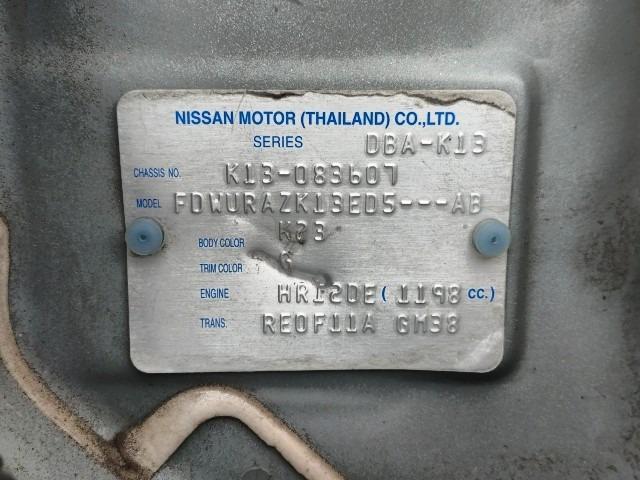 NISSAN MOTOR (THAILAND) CO.,LTD.
SERIES DBA-K13
CHASSIS NO. K13-083607
MODEL FDWURAZK13EDS---AB
BODY COLOR K23
TRIM COLOR G
ENGINE HR12DE ( 1198 CC.)
TRANS. RE0F11A GM38